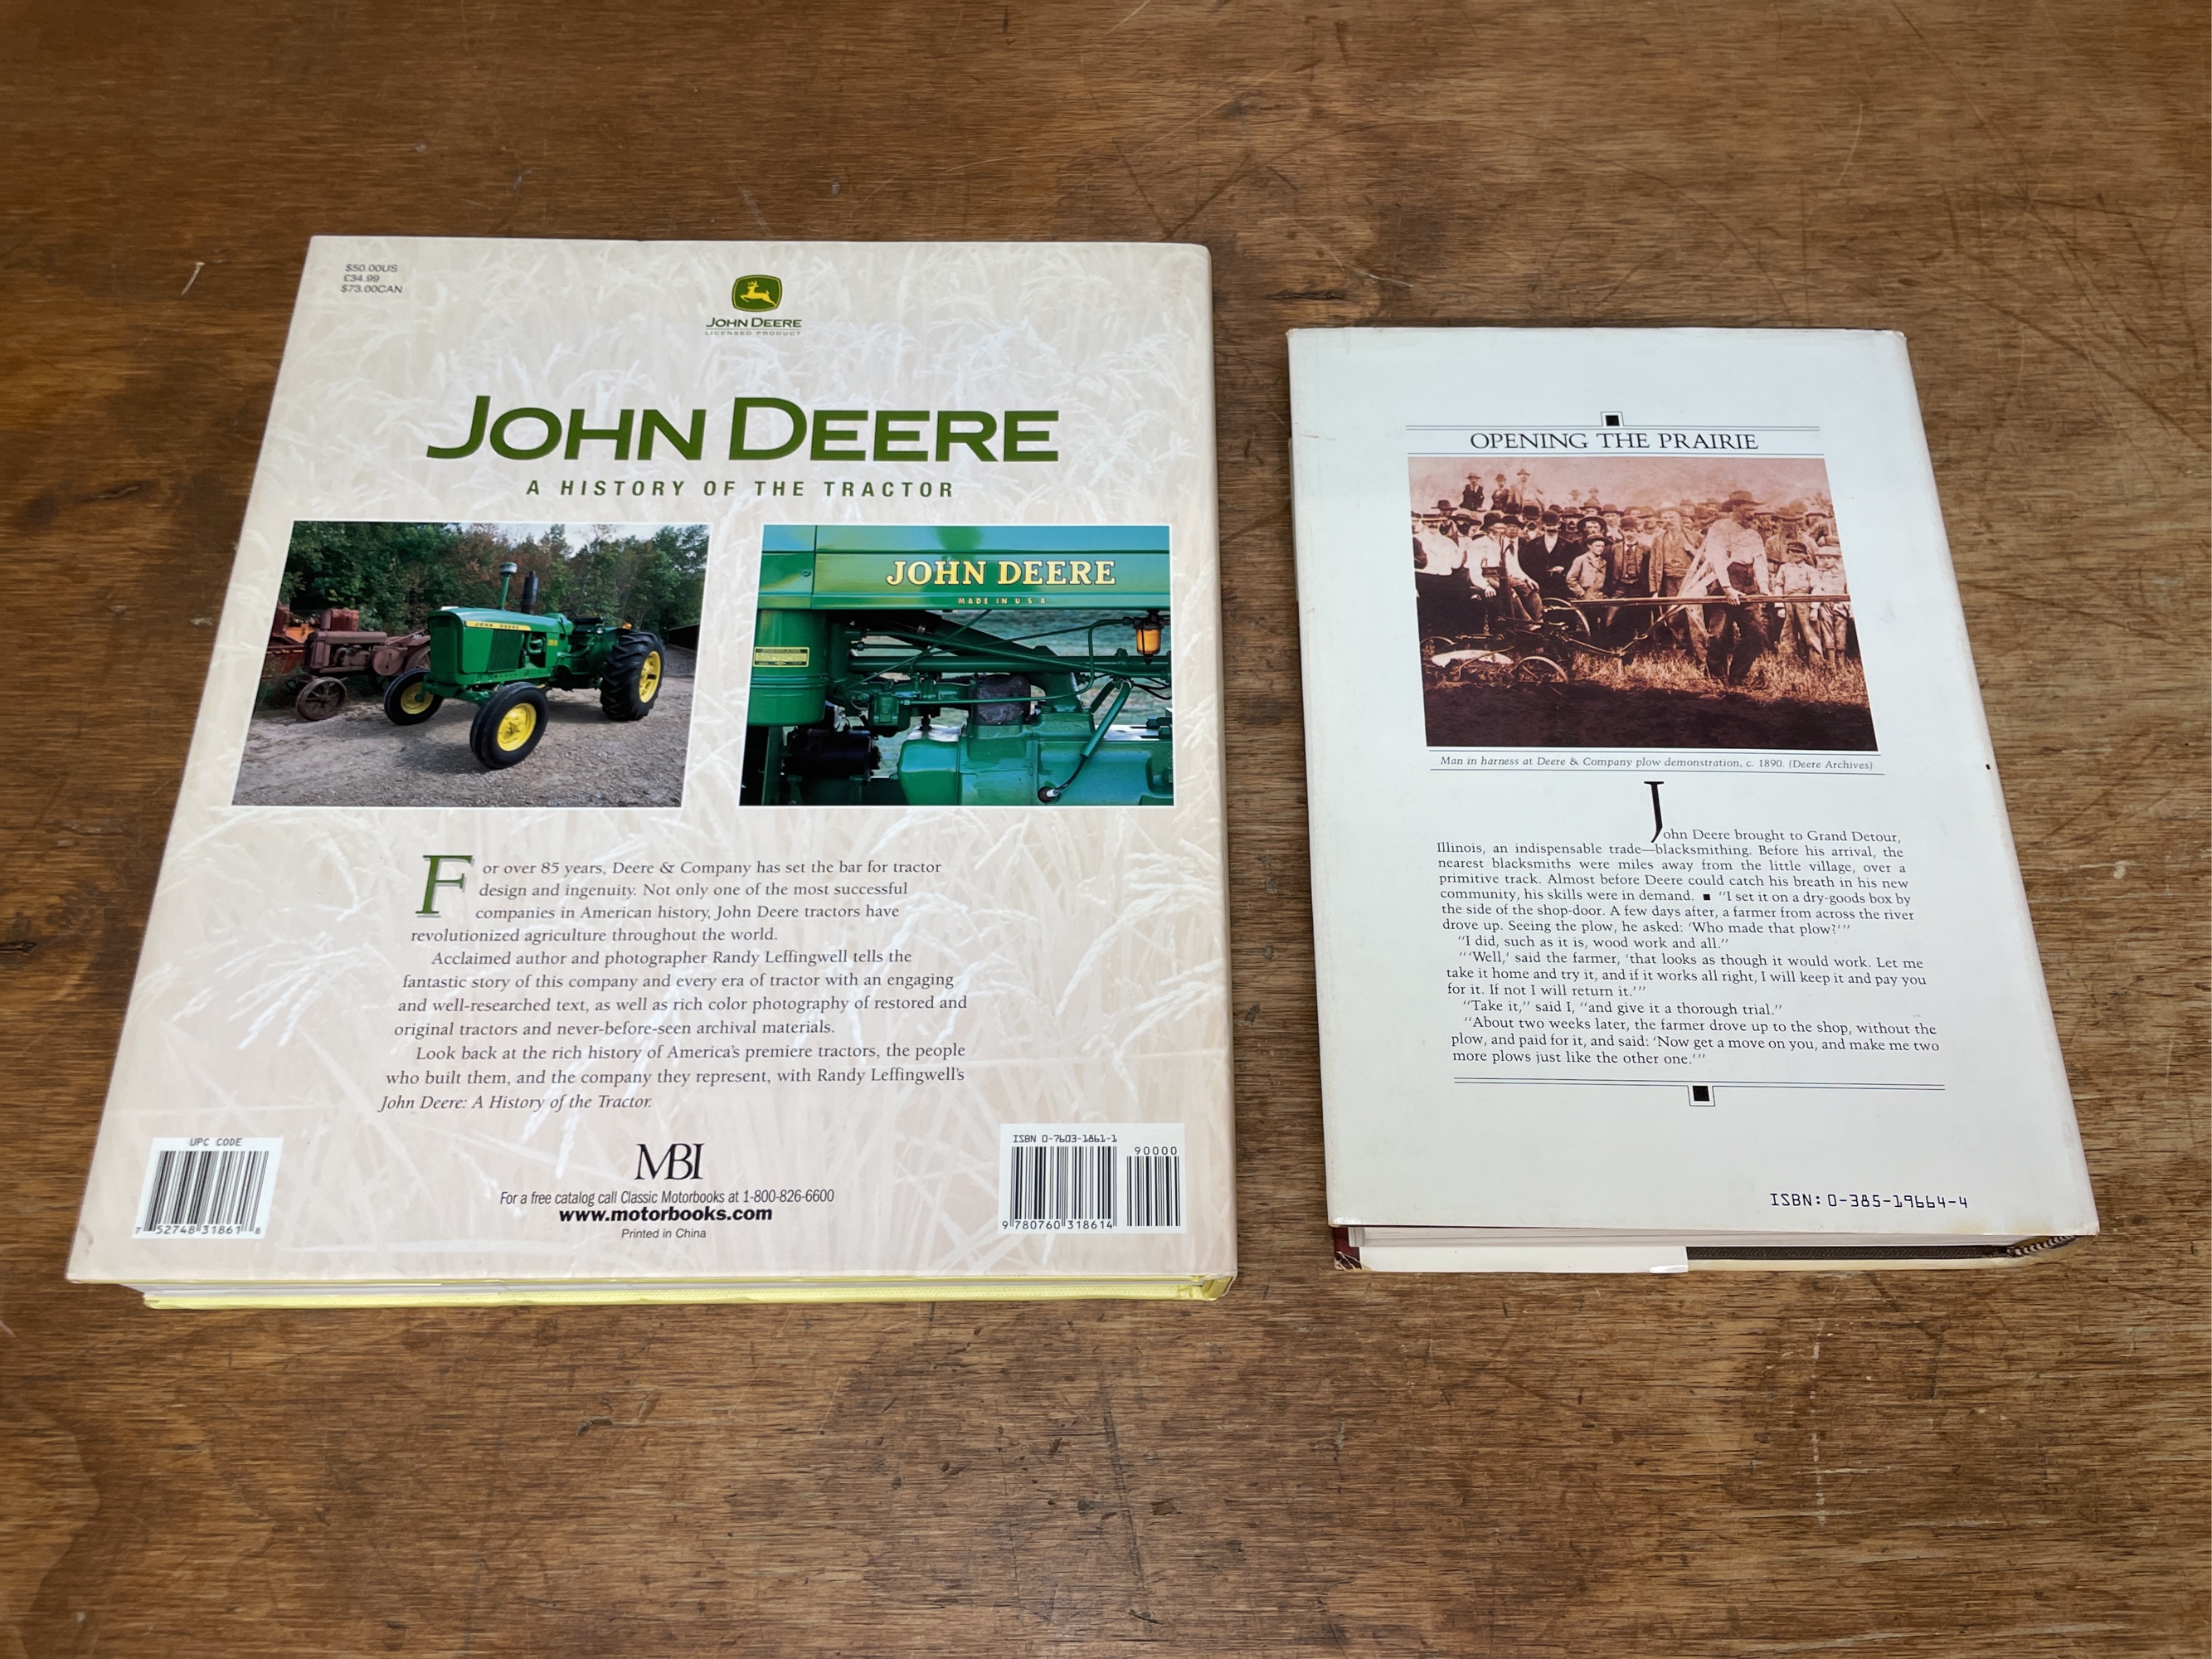 $50.00US
£34.99
$73.00CAN
JOHN DEERE
LICENSED PRODUCT
JOHN DEERE
A HISTORY OF THE TRACTOR
JOHN DEERE
JOHN DEERE
MADE IN U S A
For over 85 years, Deere & Company has set the bar for tractor
design and ingenuity. Not only one of the most successful
companies in American history, John Deere tractors have
revolutionized agriculture throughout the world.
Acclaimed author and photographer Randy Leffingwell tells the
fantastic story of this company and every era of tractor with an engaging
and well-researched text, as well as rich color photography of restored and
original tractors and never-before-seen archival materials.
Look back at the rich history of America's premiere tractors, the people
who built them, and the company they represent, with Randy Leffingwell's
John Deere: A History of the Tractor.
UPC CODE
7 52748 31861 6
MBI
For a free catalog call Classic Motorbooks at 1-800-826-6600
www.motorbooks.com
Printed in China
ISBN 0-7603-1861-1
90000
9 780760 318614
OPENING THE PRAIRIE
Man in harness at Deere & Company plow demonstration, c. 1890. (Deere Archives)
John Deere brought to Grand Detour,
Illinois, an indispensable trade—blacksmithing. Before his arrival, the
nearest blacksmiths were miles away from the little village, over a
primitive track. Almost before Deere could catch his breath in his new
community, his skills were in demand. ■ "I set it on a dry-goods box by
the side of the shop-door. A few days after, a farmer from across the river
drove up. Seeing the plow, he asked: 'Who made that plow?'"
"I did, such as it is, wood work and all."
"'Well,' said the farmer, 'that looks as though it would work. Let me
take it home and try it, and if it works all right, I will keep it and pay you
for it. If not I will return it.'"
"Take it," said I, "and give it a thorough trial."
"About two weeks later, the farmer drove up to the shop, without the
plow, and paid for it, and said: 'Now get a move on you, and make me two
more plows just like the other one.'"
ISBN: 0-385-19664-4